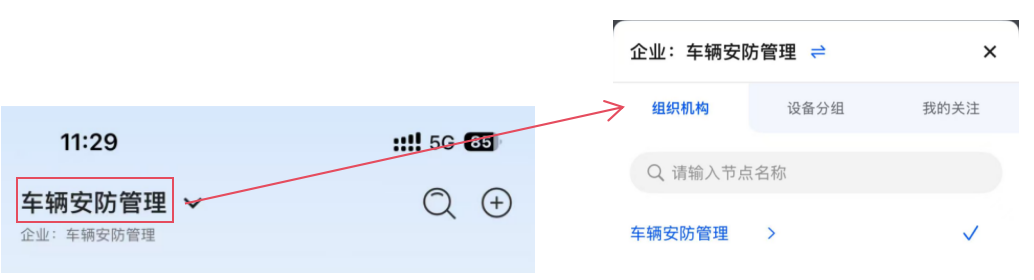 11:29 5G 85
车辆安防管理
企业：车辆安防管理
企业：车辆安防管理
组织机构 设备分组 我的关注
请输入节点名称
车辆安防管理